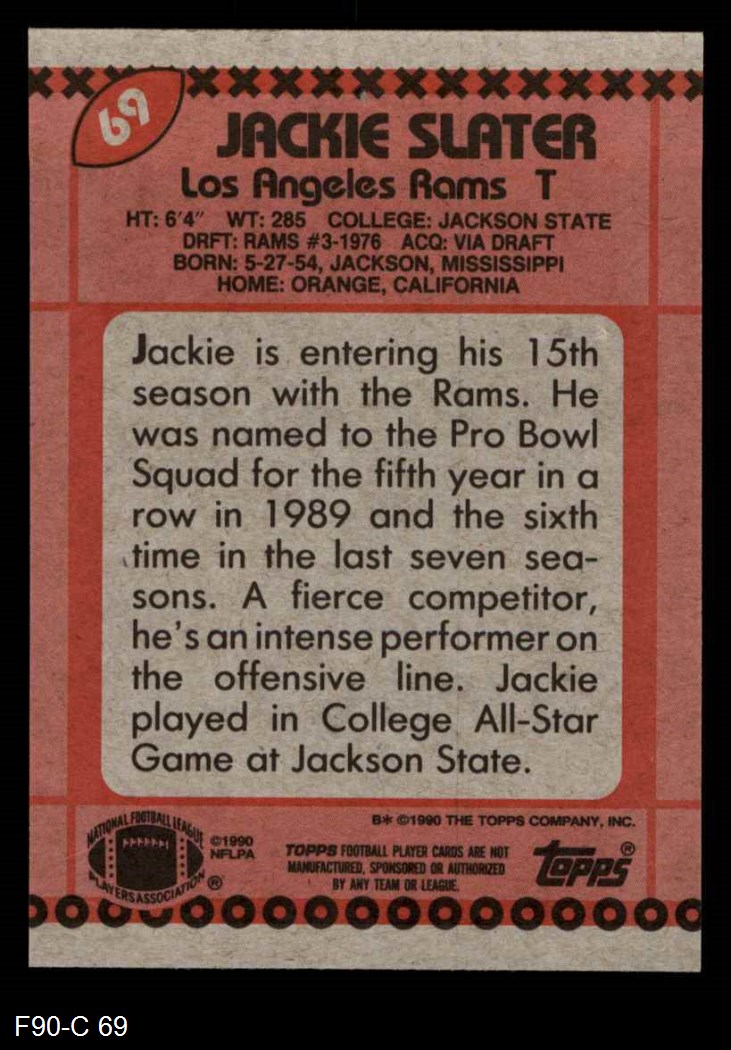 69
JACKIE SLATER
Los Angeles Rams T
HT: 6'4" WT: 285 COLLEGE: JACKSON STATE
DRFT: RAMS #3-1976 ACQ: VIA DRAFT
BORN: 5-27-54, JACKSON, MISSISSIPPI
HOME: ORANGE, CALIFORNIA
Jackie is entering his 15th
season with the Rams. He
was named to the Pro Bowl
Squad for the fifth year in a
row in 1989 and the sixth
time in the last seven sea-
sons. A fierce competitor,
he's an intense performer on
the offensive line. Jackie
played in College All-Star
Game at Jackson State.
B* ©1990 THE TOPPS COMPANY, INC.
NATIONAL FOOTBALL LEAGUE
PLAYERS ASSOCIATION ®
©1990
NFLPA
TOPPS FOOTBALL PLAYER CARDS ARE NOT
MANUFACTURED, SPONSORED OR AUTHORIZED
BY ANY TEAM OR LEAGUE.
topps®
F90-C 69